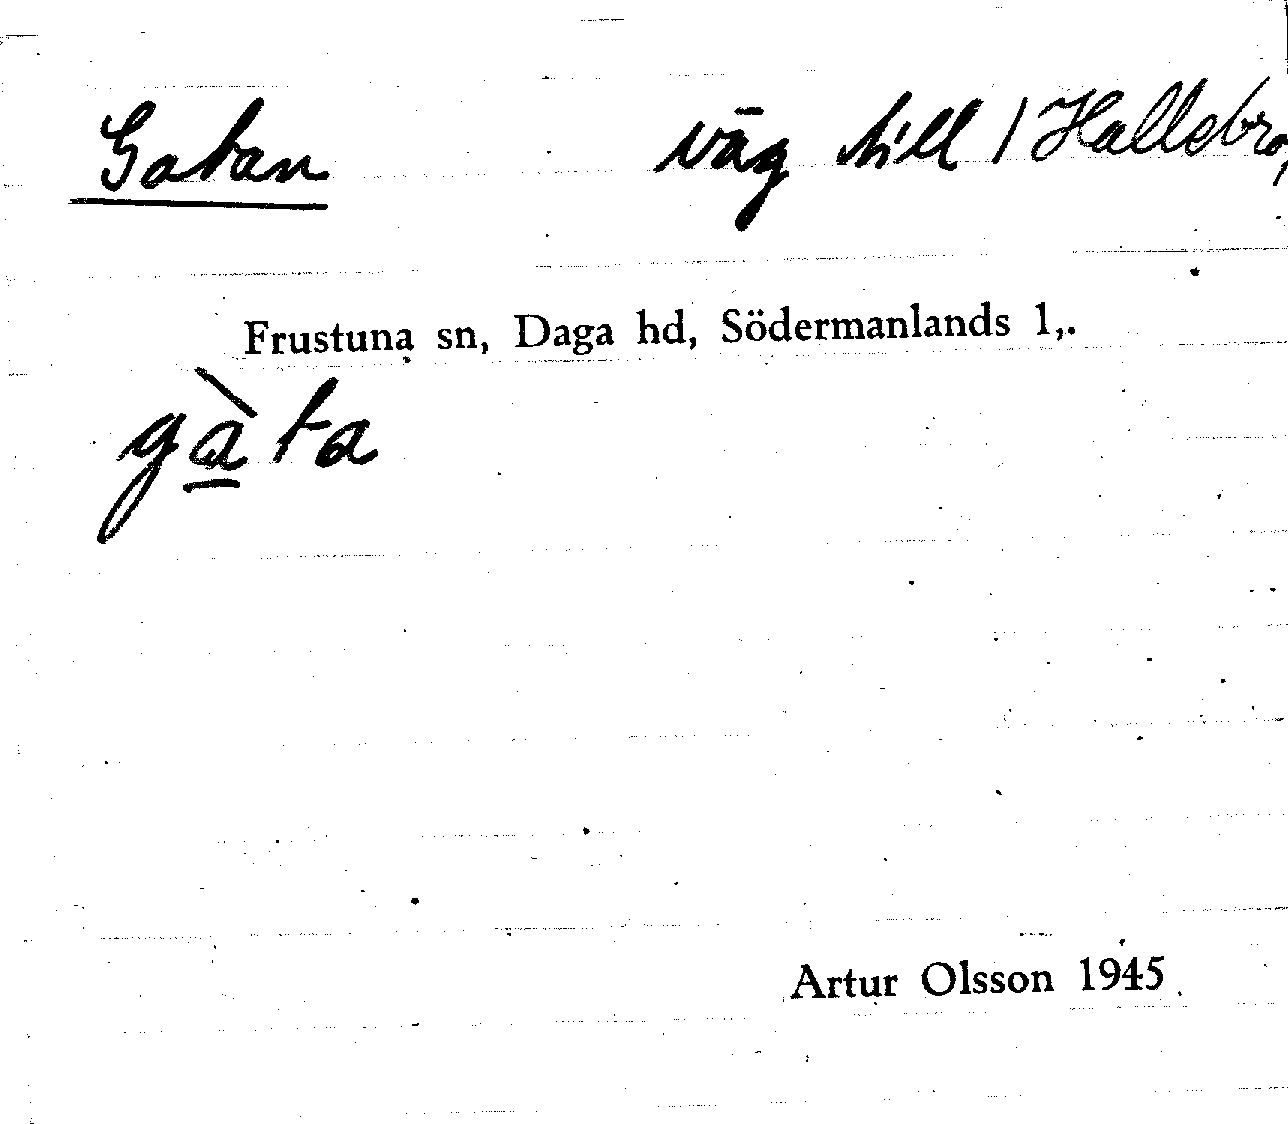 Gatan väg till / Hallebro,
Frustuna sn, Daga hd, Södermanlands l,.
gàta
Artur Olsson 1945.